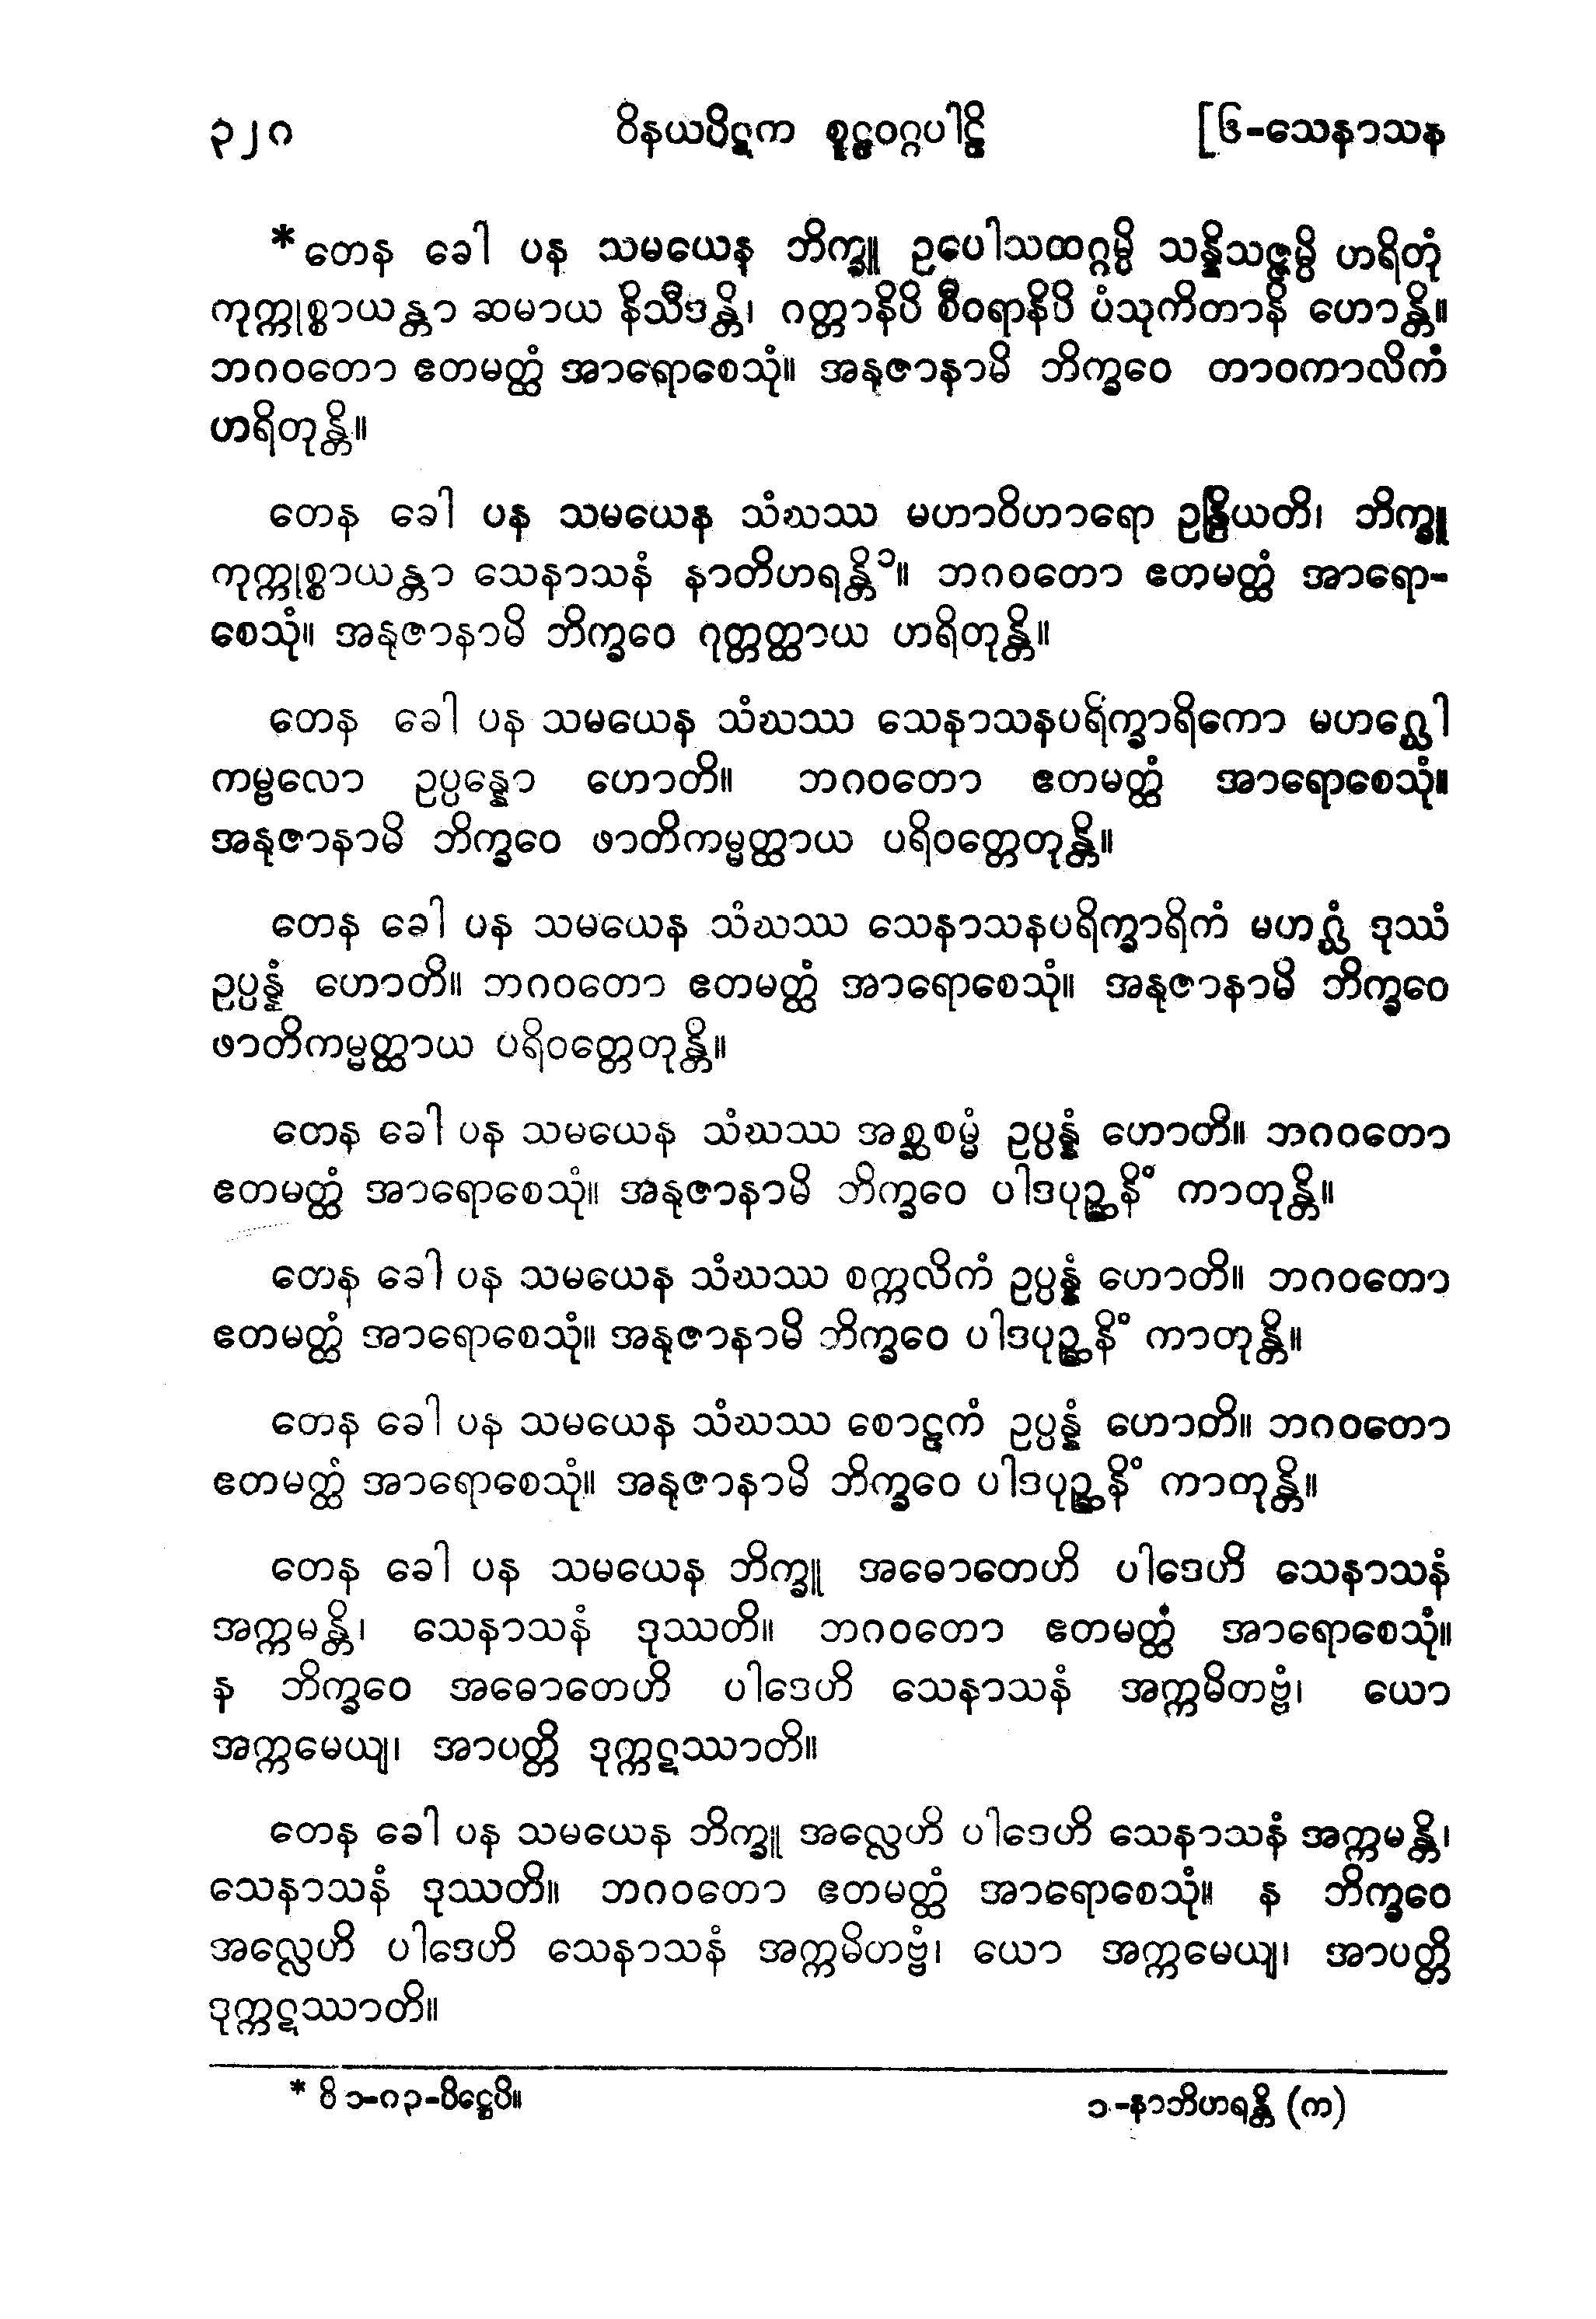 ၃၂ဂ ဝိနယပိဋက စူဠဝဂ္ဂပါဠိ [၆-သေနာသန
*တေန ခေါ ပန သမယေန ဘိက္ခူ ဥပေါသထဂ္ဂမ္ပိ သန္နိသဇ္ဇမ္ပိ ဟရိတုံ
ကုက္ကုစ္စာယန္တာ ဆမာယ နိသီဒန္တိ၊ ဂတ္တာနိပိ စီဝရာနိပိ ပံသုကိတာနိ ဟောန္တိ။
ဘဂဝတော ဧတမတ္ထံ အာရောစေသုံ။ အနုဇာနာမိ ဘိက္ခဝေ တာဝကာလိကံ
ဟရိတုန္တိ။
တေန ခေါ ပန သမယေန သံဃဿ မဟာဝိဟာရော ဥန္ဒြိယတိ၊ ဘိက္ခူ
ကုက္ကုစ္စာယန္တာ သေနာသနံ နာတိဟရန္တိ၁။ ဘဂဝတော ဧတမတ္ထံ အာရော-
စေသုံ။ အနုဇာနာမိ ဘိက္ခဝေ ဂုတ္တတ္ထာယ ဟရိတုန္တိ။
တေန ခေါ ပန သမယေန သံဃဿ သေနာသနပရိက္ခာရိကော မဟဂ္ဃေါ
ကမ္ဗလော ဥပ္ပန္နော ဟောတိ။ ဘဂဝတော ဧတမတ္ထံ အာရောစေသုံ။
အနုဇာနာမိ ဘိက္ခဝေ ဖာတိကမ္မတ္ထာယ ပရိဝတ္တေတုန္တိ။
တေန ခေါ ပန သမယေန သံဃဿ သေနာသနပရိက္ခာရိကံ မဟဂ္ဃံ ဒုဿံ
ဥပ္ပန္နံ ဟောတိ။ ဘဂဝတော ဧတမတ္ထံ အာရောစေသုံ။ အနုဇာနာမိ ဘိက္ခဝေ
ဖာတိကမ္မတ္ထာယ ပရိဝတ္တေတုန္တိ။
တေန ခေါ ပန သမယေန သံဃဿ အစ္ဆစမ္မံ ဥပ္ပန္နံ ဟောတိ။ ဘဂဝတော
ဧတမတ္ထံ အာရောစေသုံ။ အနုဇာနာမိ ဘိက္ခဝေ ပါဒပုဉ္ဆနိံ ကာတုန္တိ။
တေန ခေါ ပန သမယေန သံဃဿ စက္ကလိကံ ဥပ္ပန္နံ ဟောတိ။ ဘဂဝတော
ဧတမတ္ထံ အာရောစေသုံ။ အနုဇာနာမိ ဘိက္ခဝေ ပါဒပုဉ္ဆနိံ ကာတုန္တိ။
တေန ခေါ ပန သမယေန သံဃဿ စောဠကံ ဥပ္ပန္နံ ဟောတိ။ ဘဂဝတော
ဧတမတ္ထံ အာရောစေသုံ။ အနုဇာနာမိ ဘိက္ခဝေ ပါဒပုဉ္ဆနိံ ကာတုန္တိ။
တေန ခေါ ပန သမယေန ဘိက္ခူ အဓောတေဟိ ပါဒေဟိ သေနာသနံ
အက္ကမန္တိ၊ သေနာသနံ ဒုဿတိ။ ဘဂဝတော ဧတမတ္ထံ အာရောစေသုံ။
န ဘိက္ခဝေ အဓောတေဟိ ပါဒေဟိ သေနာသနံ အက္ကမိတဗ္ဗံ၊ ယော
အက္ကမေယျ၊ အာပတ္တိ ဒုက္ကဋဿာတိ။
တေန ခေါ ပန သမယေန ဘိက္ခူ အလ္လေဟိ ပါဒေဟိ သေနာသနံ အက္ကမန္တိ၊
သေနာသနံ ဒုဿတိ။ ဘဂဝတော ဧတမတ္ထံ အာရောစေသုံ။ န ဘိက္ခဝေ
အလ္လေဟိ ပါဒေဟိ သေနာသနံ အက္ကမိဟဗ္ဗံ၊ ယော အက္ကမေယျ၊ အာပတ္တိ
ဒုက္ကဋဿာတိ။
* ဝိ ၁-ဂ၃-ပိဋ္ဌေပိ။ ၁-နာဘိဟရန္တိ (က)